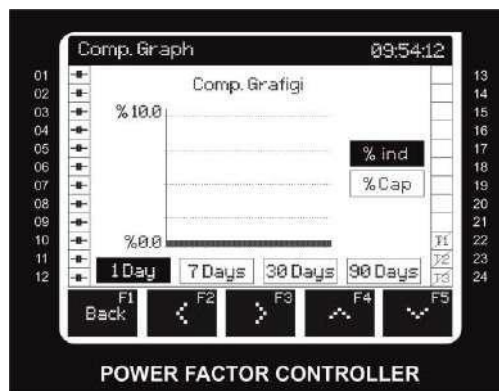 Comp. Graph 09:54:12
Comp. Grafigi
% 10.0
% ind
% Cap
%0.0
1 Day 7 Days 30 Days 90 Days
F1 F2 F3 F4 F5
Back
01
02
03
04
05
06
07
08
09
10
11
12
13
14
15
16
17
18
19
20
21
22
23
24
T1
T2
T3
POWER FACTOR CONTROLLER